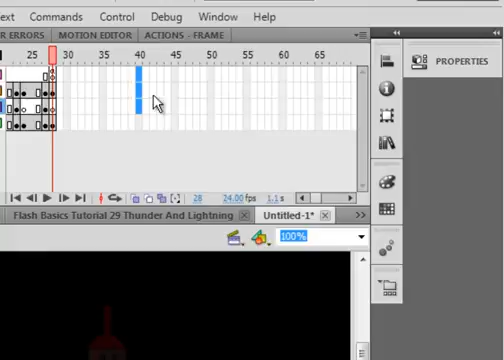 ext Commands Control Debug Window Help
R ERRORS MOTION EDITOR ACTIONS - FRAME
25 30 35 40 45 50 55 60 65
PROPERTIES
28 24.00 fps 1.1 s
Flash Basics Tutorial 29 Thunder And Lightning Untitled-1*
100%